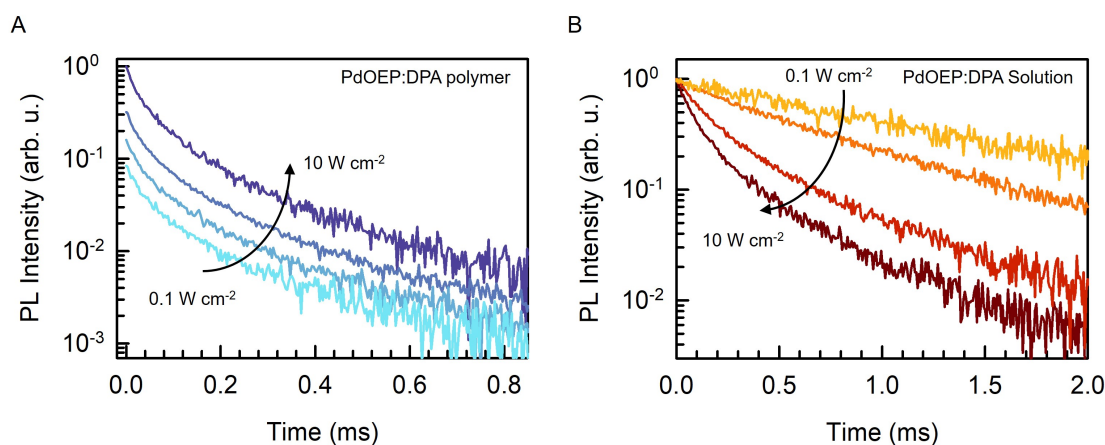 A
PdOEP:DPA polymer
10⁰
10⁻¹
10⁻²
10⁻³
10 W cm⁻²
0.1 W cm⁻²
PL Intensity (arb. u.)
0.0 0.2 0.4 0.6 0.8
Time (ms)
B
0.1 W cm⁻²
PdOEP:DPA Solution
10⁰
10⁻¹
10⁻²
10 W cm⁻²
PL Intensity (arb. u.)
0.0 0.5 1.0 1.5 2.0
Time (ms)